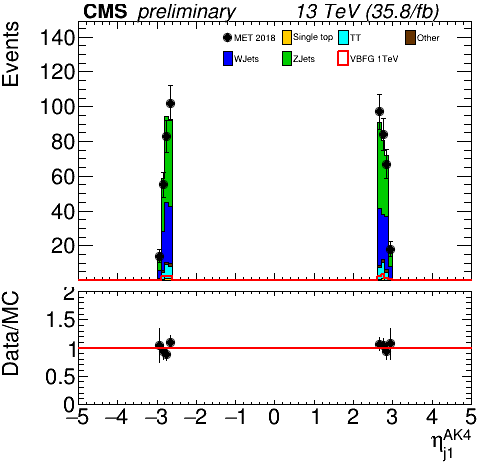 CMS preliminary 13 TeV (35.8/fb)
Events
MET 2018 Single top TT Other
WJets ZJets VBFG 1TeV
140
120
100
80
60
40
20
Data/MC
2
1.5
1
0.5
0
−5 −4 −3 −2 −1 0 1 2 3 4 5
η_{j1}^{AK4}